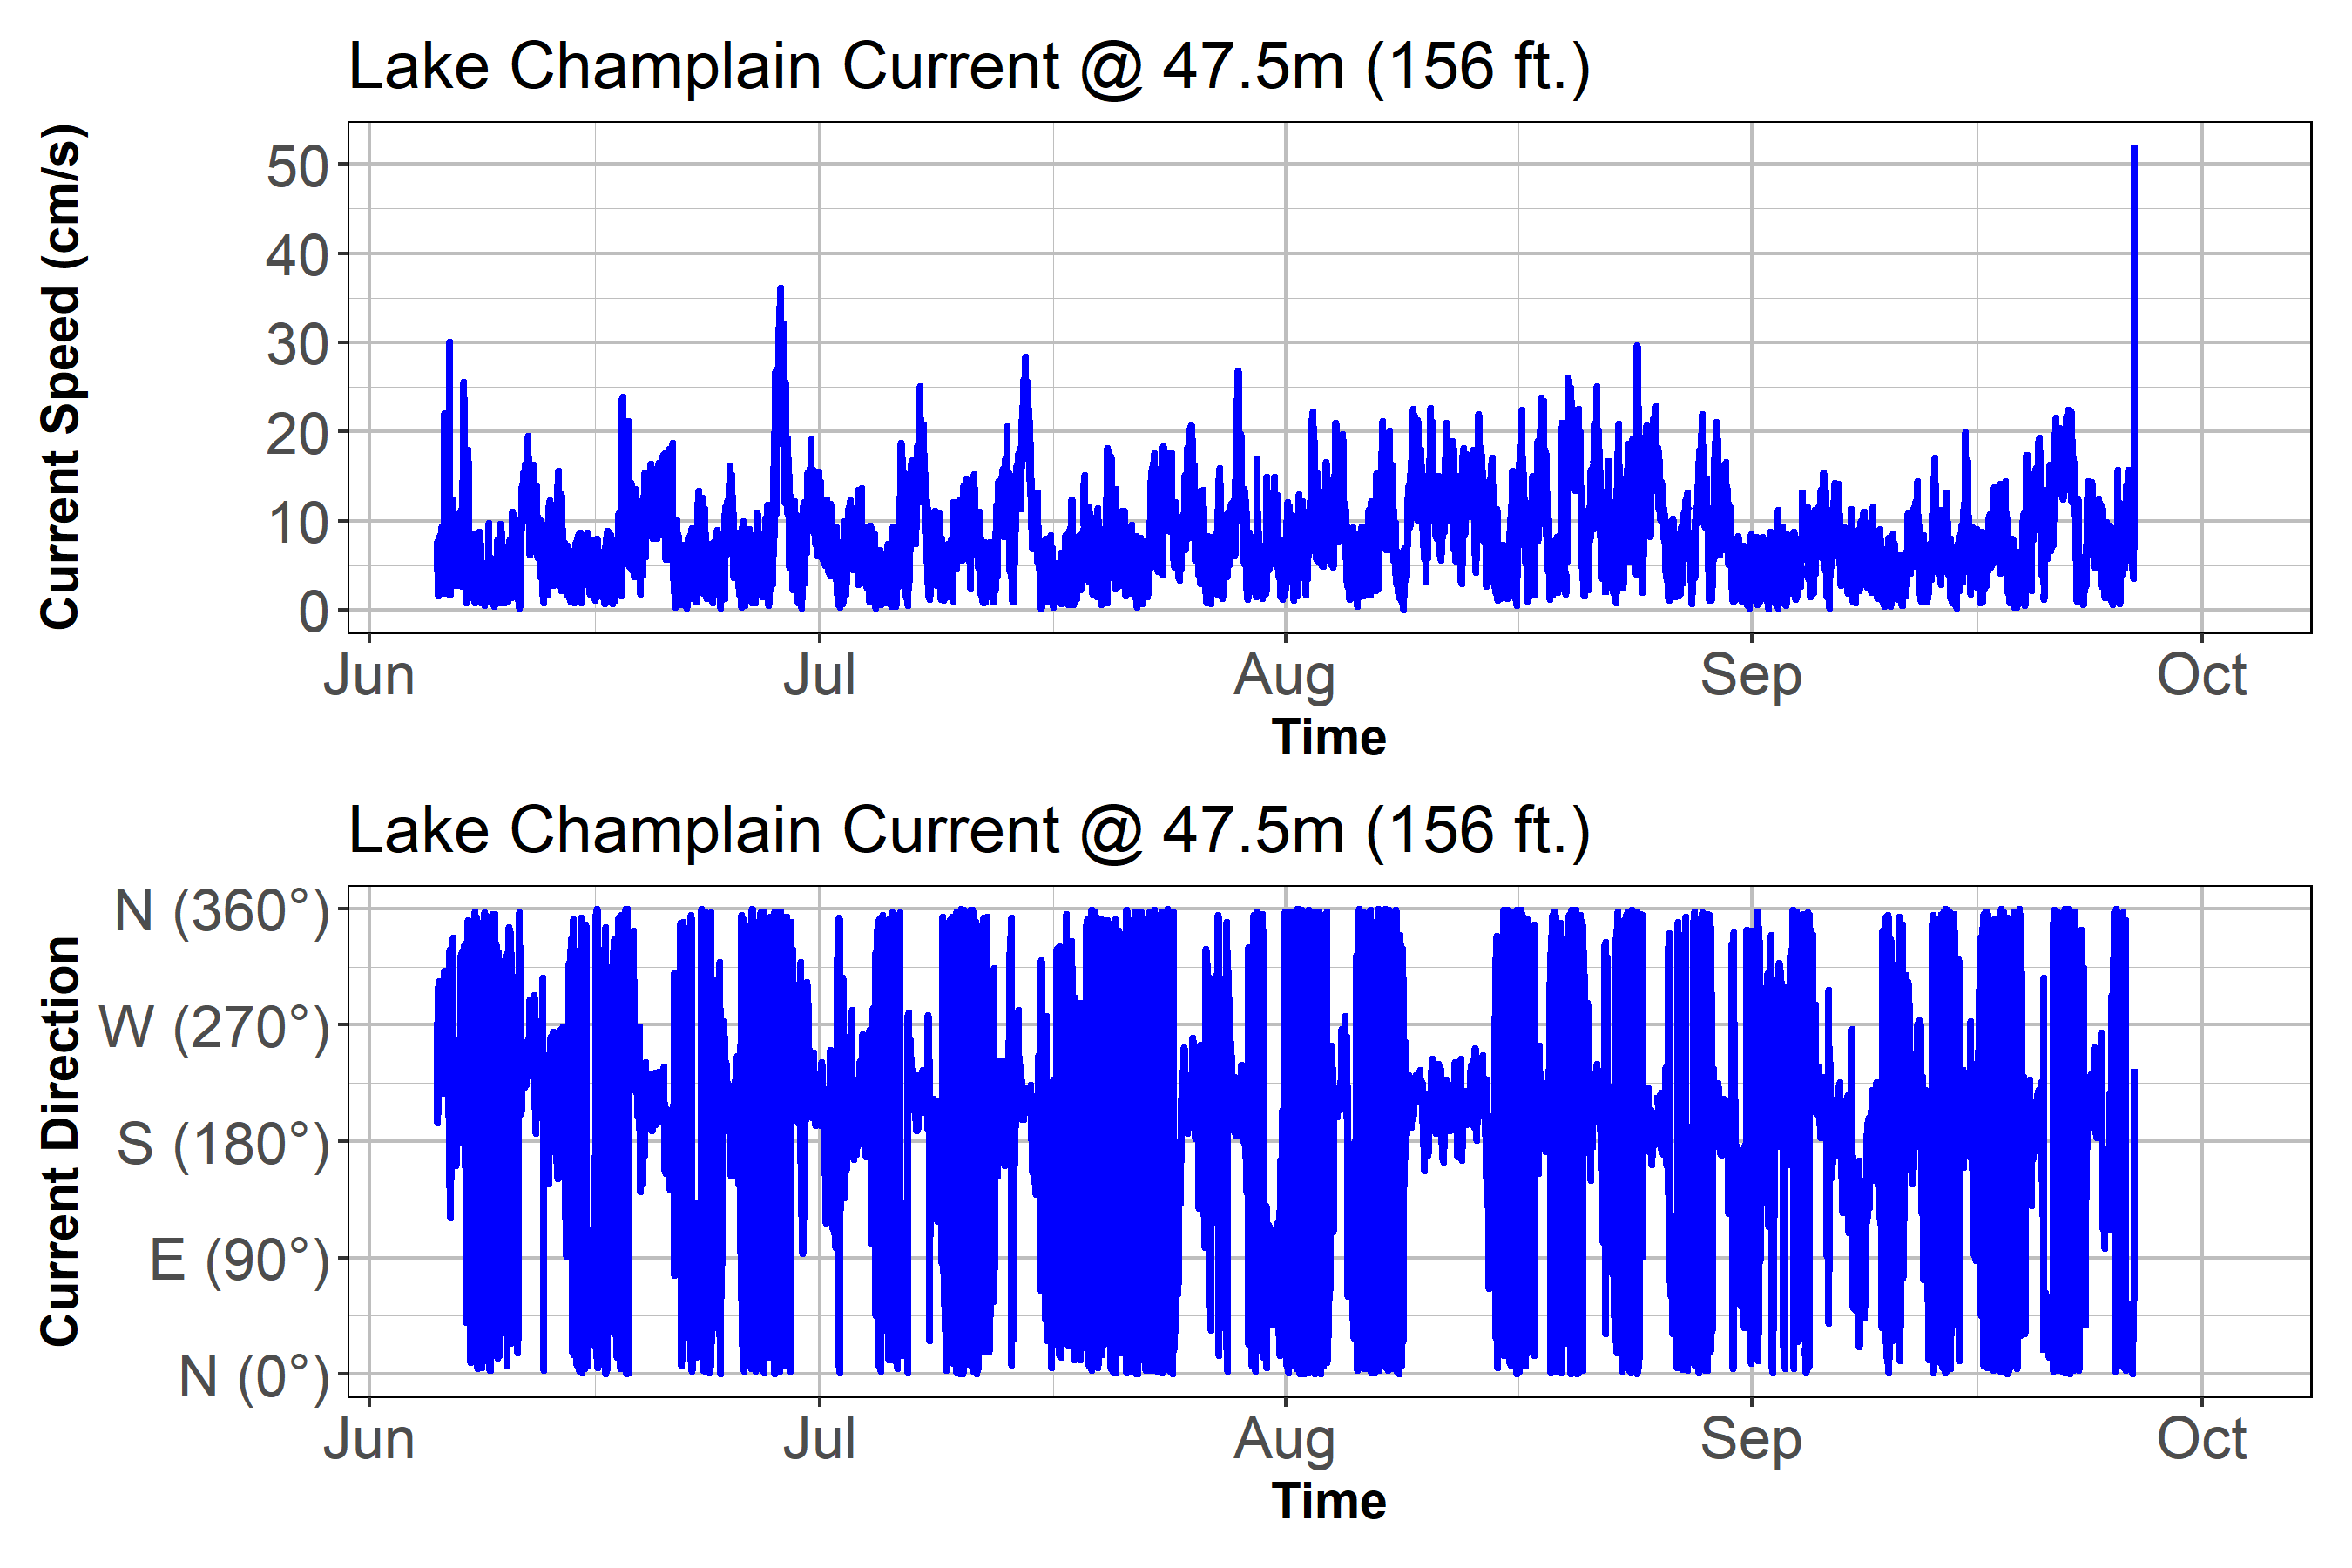 Lake Champlain Current @ 47.5m (156 ft.)
Current Speed (cm/s)
50
40
30
20
10
0
Jun Jul Aug Sep Oct
Time
Lake Champlain Current @ 47.5m (156 ft.)
Current Direction
N (360°)
W (270°)
S (180°)
E (90°)
N (0°)
Jun Jul Aug Sep Oct
Time